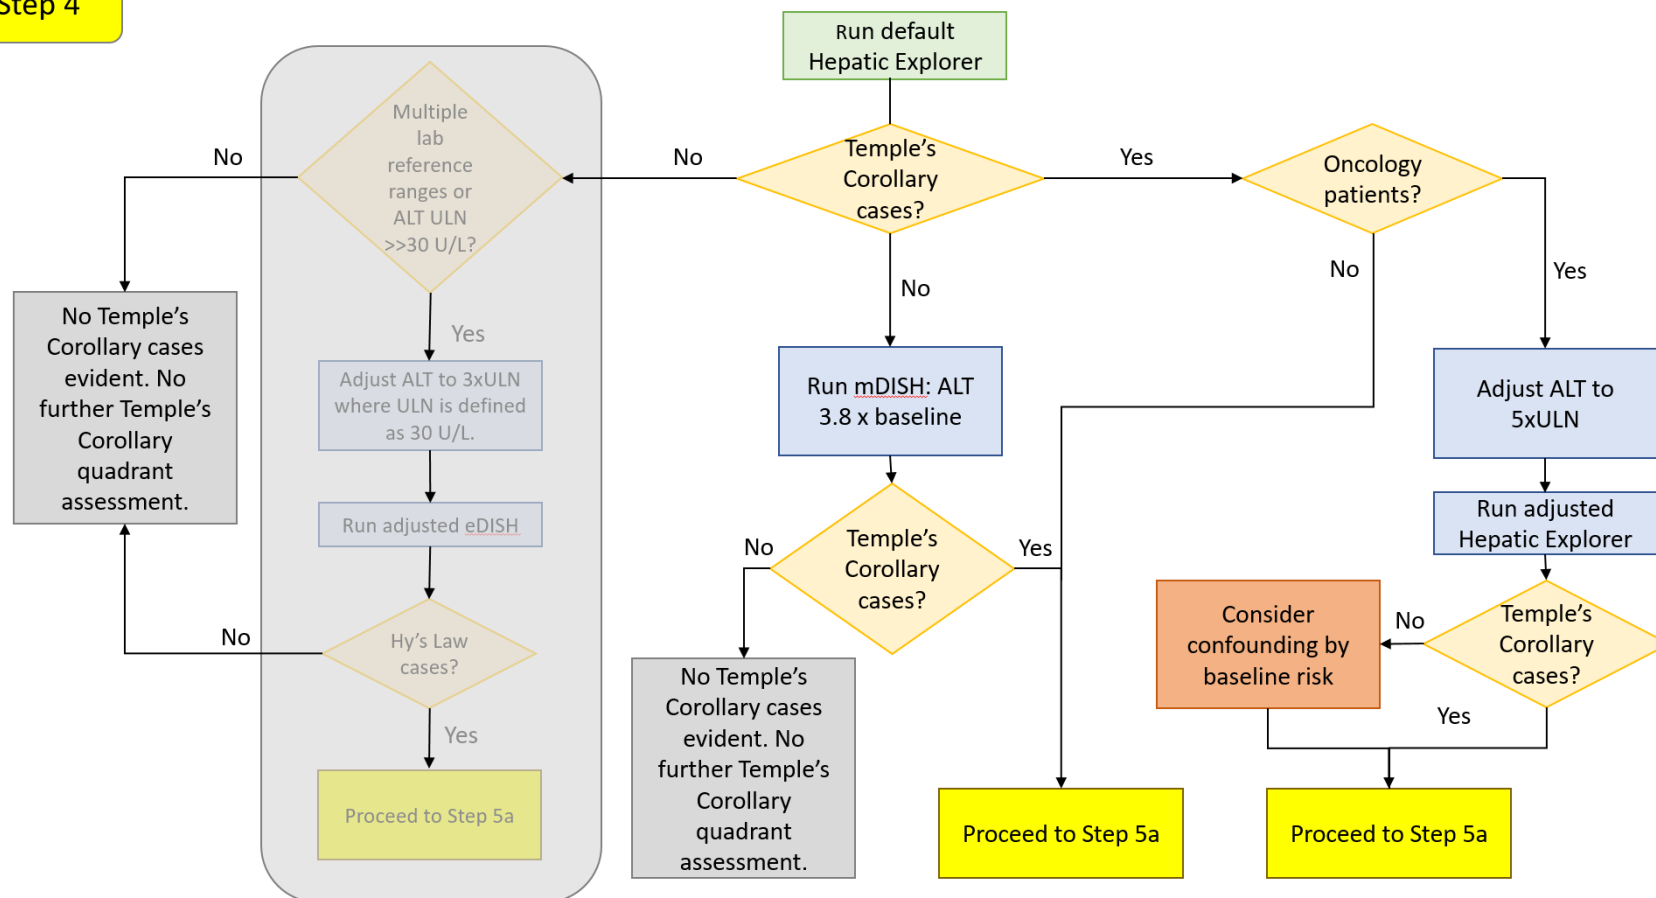 Step 4
Run default
Hepatic Explorer
Multiple
lab
reference
ranges or
ALT ULN
>>30 U/L?
No
No
Temple's
Corollary
cases?
Yes
Oncology
patients?
No
Yes
No
Yes
No Temple's
Corollary cases
evident. No
further Temple's
Corollary
quadrant
assessment.
Adjust ALT to 3xULN
where ULN is defined
as 30 U/L.
Run mDISH: ALT
3.8 x baseline
Adjust ALT to
5xULN
Run adjusted eDISH
Run adjusted
Hepatic Explorer
No
Temple's
Corollary
cases?
Yes
Consider
confounding by
baseline risk
No
Temple's
Corollary
cases?
No
Hy's Law
cases?
Yes
Yes
No Temple's
Corollary cases
evident. No
further Temple's
Corollary
quadrant
assessment.
Proceed to Step 5a
Proceed to Step 5a
Proceed to Step 5a